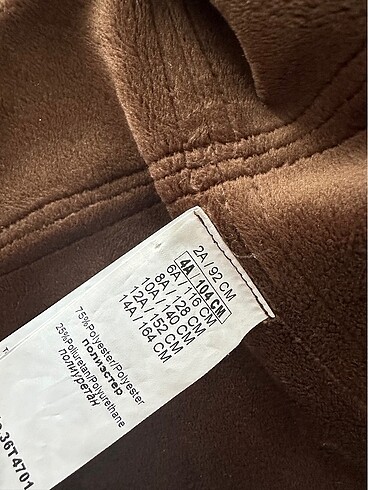 2A / 92 CM
4A / 104 CM
6A / 116 CM
8A / 128 CM
10A / 140 CM
12A / 152 CM
14A / 164 CM
75%Polyester/Polyester
полиэстер
25%Poliuretan/Polyurethane
полиуретан
36T4701